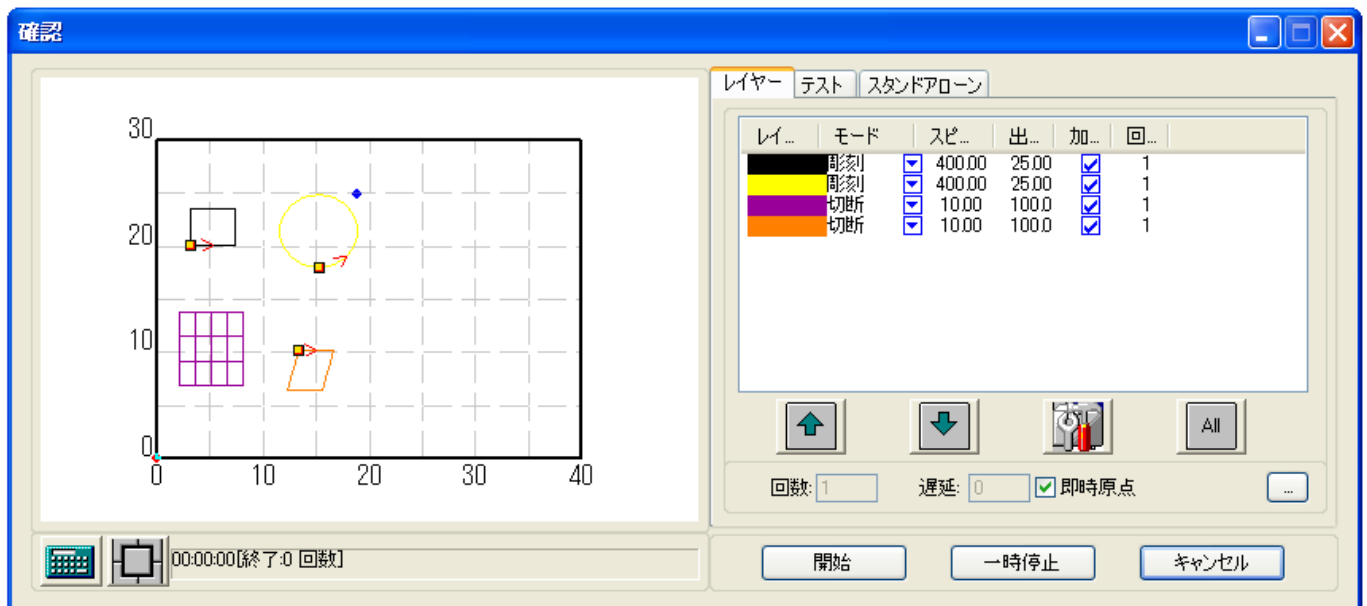 確認
レイヤー テスト スタンドアローン
レイ... モード スピ... 出... 加... 回...
彫刻 400.00 25.00 1
彫刻 400.00 25.00 1
切断 10.00 100.0 1
切断 10.00 100.0 1
30
20
10
0
0 10 20 30 40
All
回数: 1 遅延: 0 即時原点 ...
00:00:00[終了:0 回数]
開始 一時停止 キャンセル